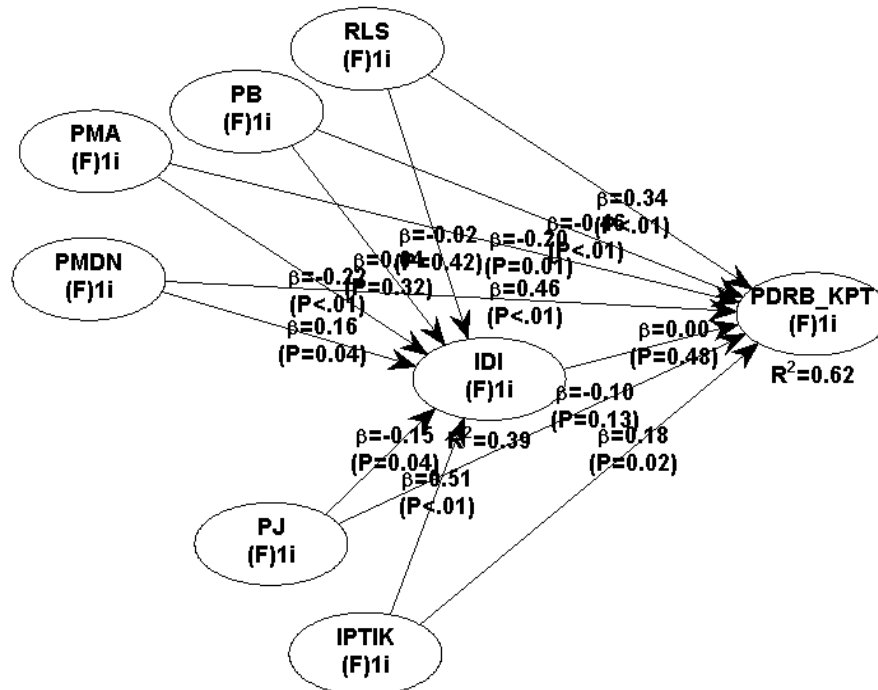 RLS
(F)1i
PB
(F)1i
PMA
(F)1i
PMDN
(F)1i
β=0.34
(P<.01)
(P<.01)
β=-0.20
(P=0.01)
β=-0.02
(P=0.42)
β=0.04
(P=0.32)
β=-0.22
(P<.01)
β=0.46
(P<.01)
β=0.16
(P=0.04)
PDRB_KPT
(F)1i
R²=0.62
β=0.00
(P=0.48)
IDI
(F)1i
R²=0.39
β=-0.10
(P=0.13)
β=0.18
(P=0.02)
β=-0.15
(P=0.04)
β=0.51
(P<.01)
PJ
(F)1i
IPTIK
(F)1i